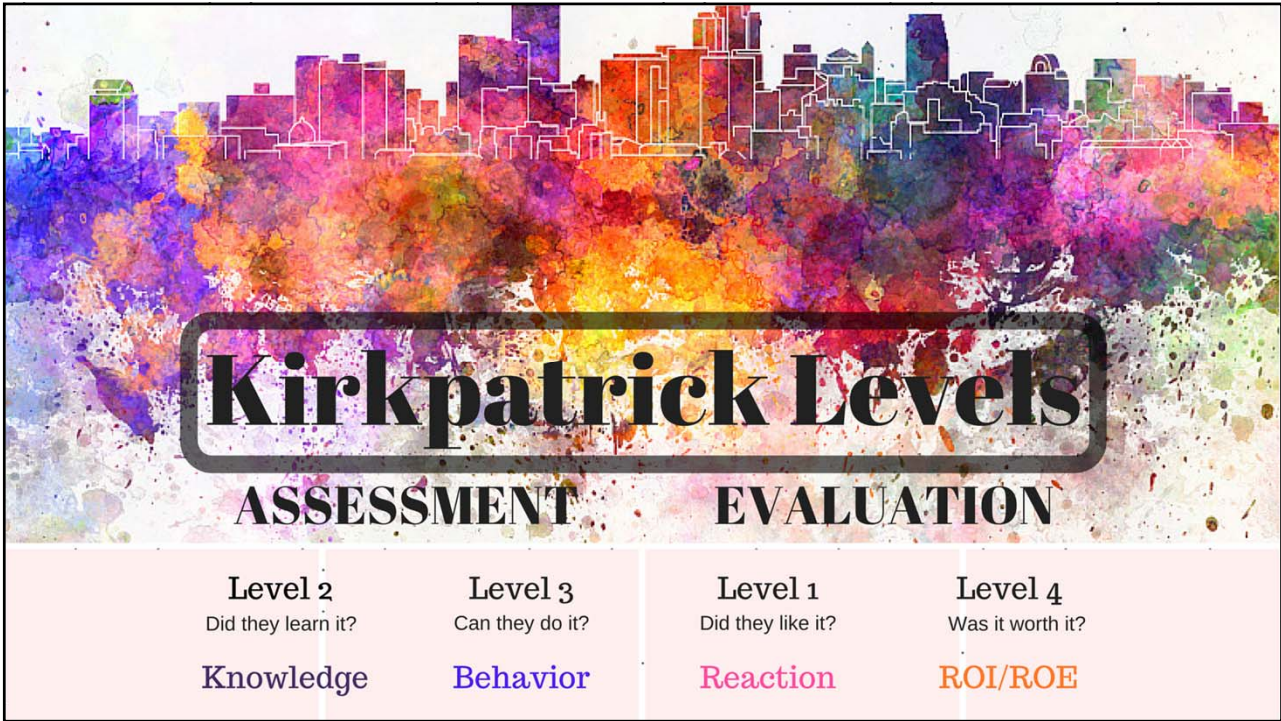 Kirkpatrick Levels
ASSESSMENT EVALUATION
Level 2 Level 3 Level 1 Level 4
Did they learn it? Can they do it? Did they like it? Was it worth it?
Knowledge Behavior Reaction ROI/ROE